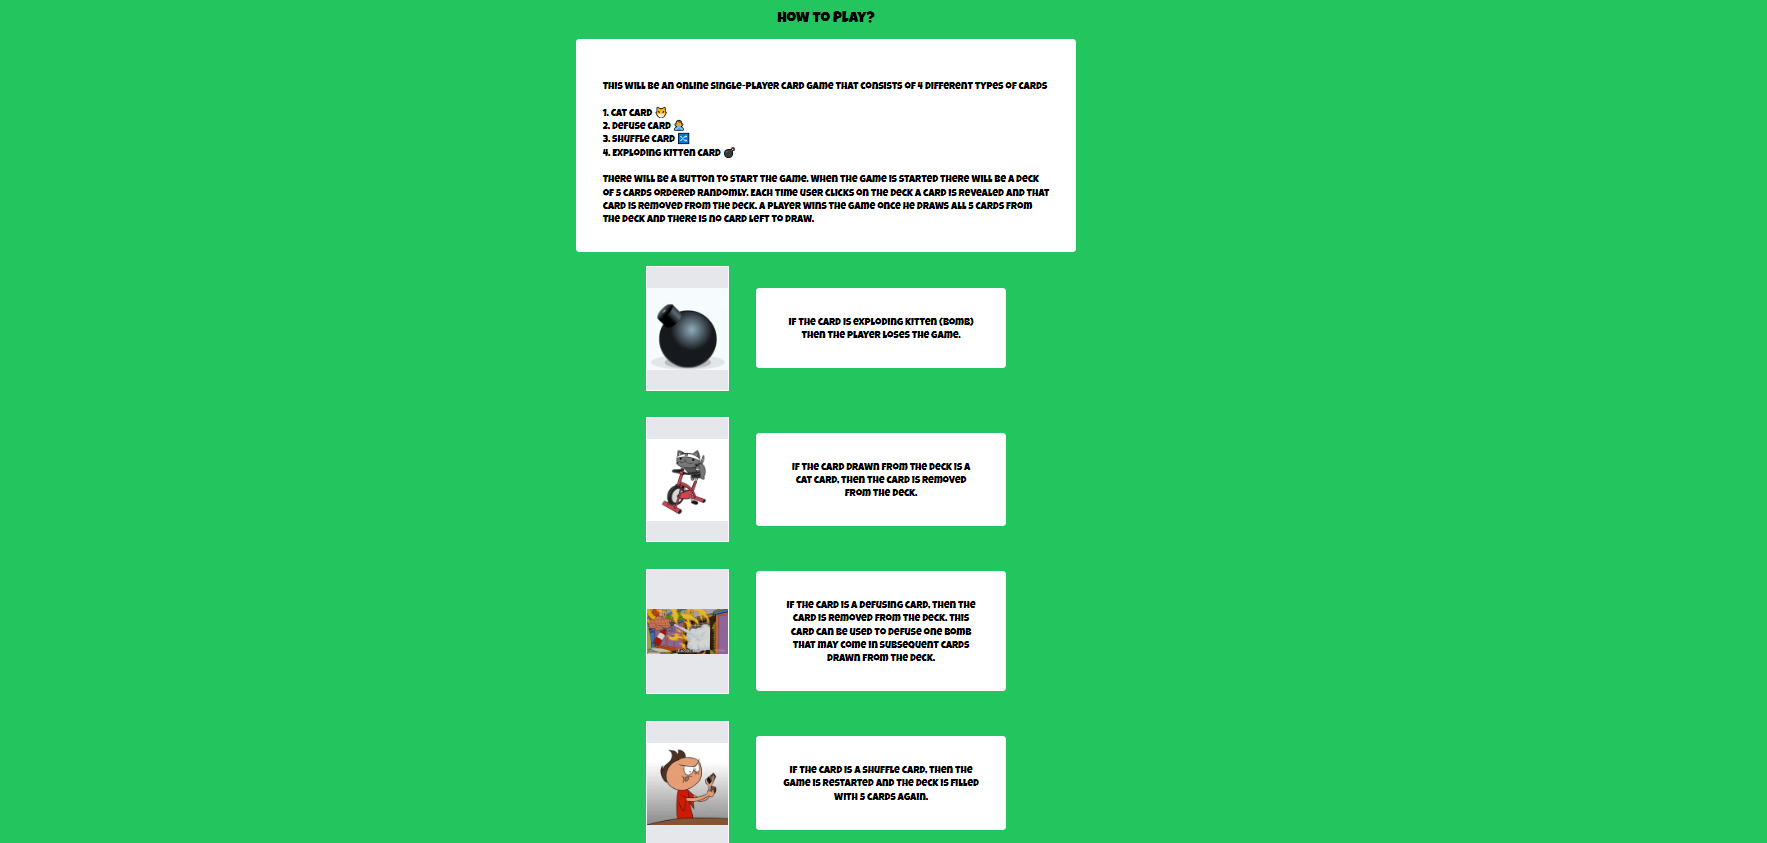 How to Play?
This will be an online single-player card game that consists of 4 different types of cards
1. Cat card 😼
2. Defuse card 🙅‍♂️
3. Shuffle card 🔀
4. Exploding kitten card 💣
There will be a button to start the game. When the game is started there will be a deck
of 5 cards ordered randomly. Each time user clicks on the deck a card is revealed and that
card is removed from the deck. A player wins the game once he draws all 5 cards from
the deck and there is no card left to draw.
If the card is exploding kitten (bomb)
then the player loses the game.
If the card drawn from the deck is a
cat card, then the card is removed
from the deck.
If the card is a defusing card, then the
card is removed from the deck. This
card can be used to defuse one bomb
that may come in subsequent cards
drawn from the deck.
If the card is a shuffle card, then the
game is restarted and the deck is filled
with 5 cards again.